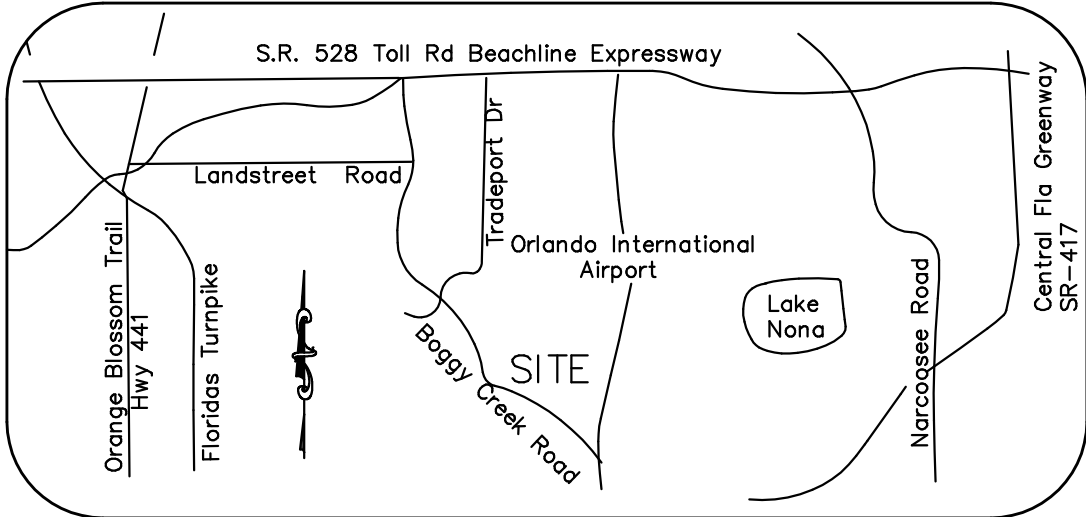 S.R. 528 Toll Rd Beachline Expressway
Landstreet Road
Tradeport Dr
Orlando International
Airport
Lake
Nona
Central Fla Greenway
SR-417
Orange Blossom Trail
Hwy 441
Floridas Turnpike
Boggy Creek Road
SITE
Narcoosee Road